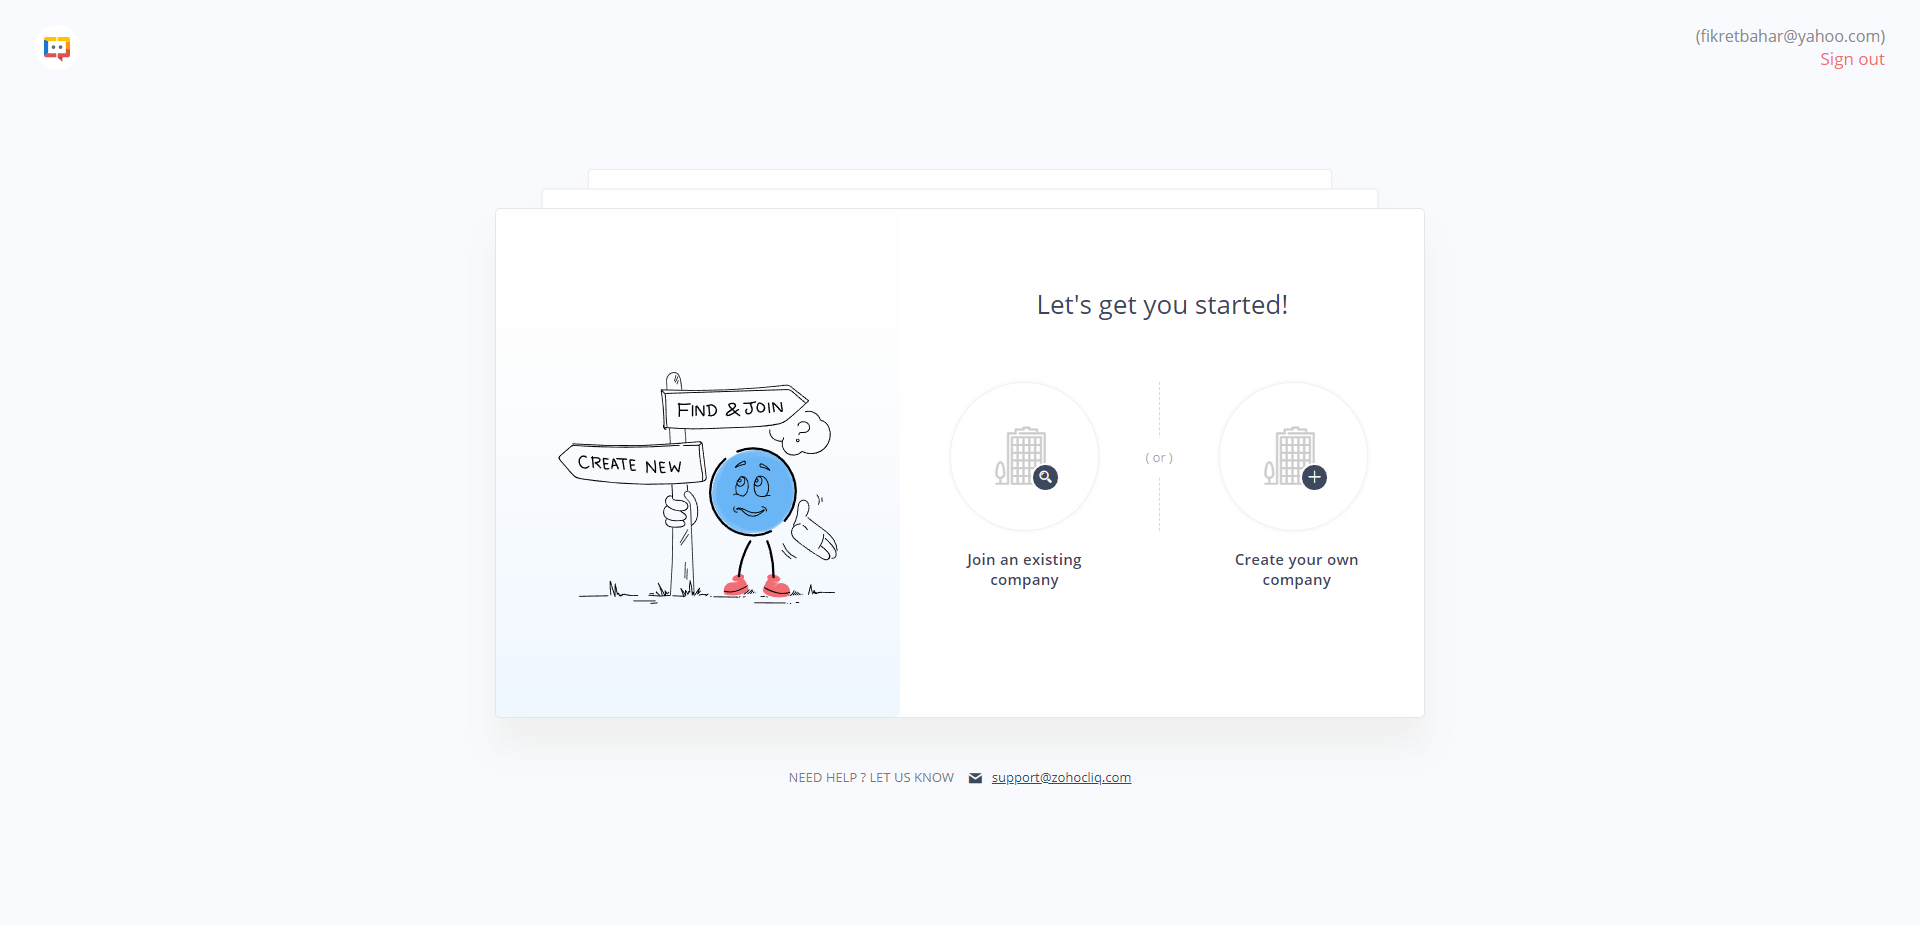 (fikretbahar@yahoo.com)
Sign out
FIND & JOIN
?
CREATE NEW
Let's get you started!
( or )
Join an existing
company
Create your own
company
NEED HELP ? LET US KNOW support@zohocliq.com